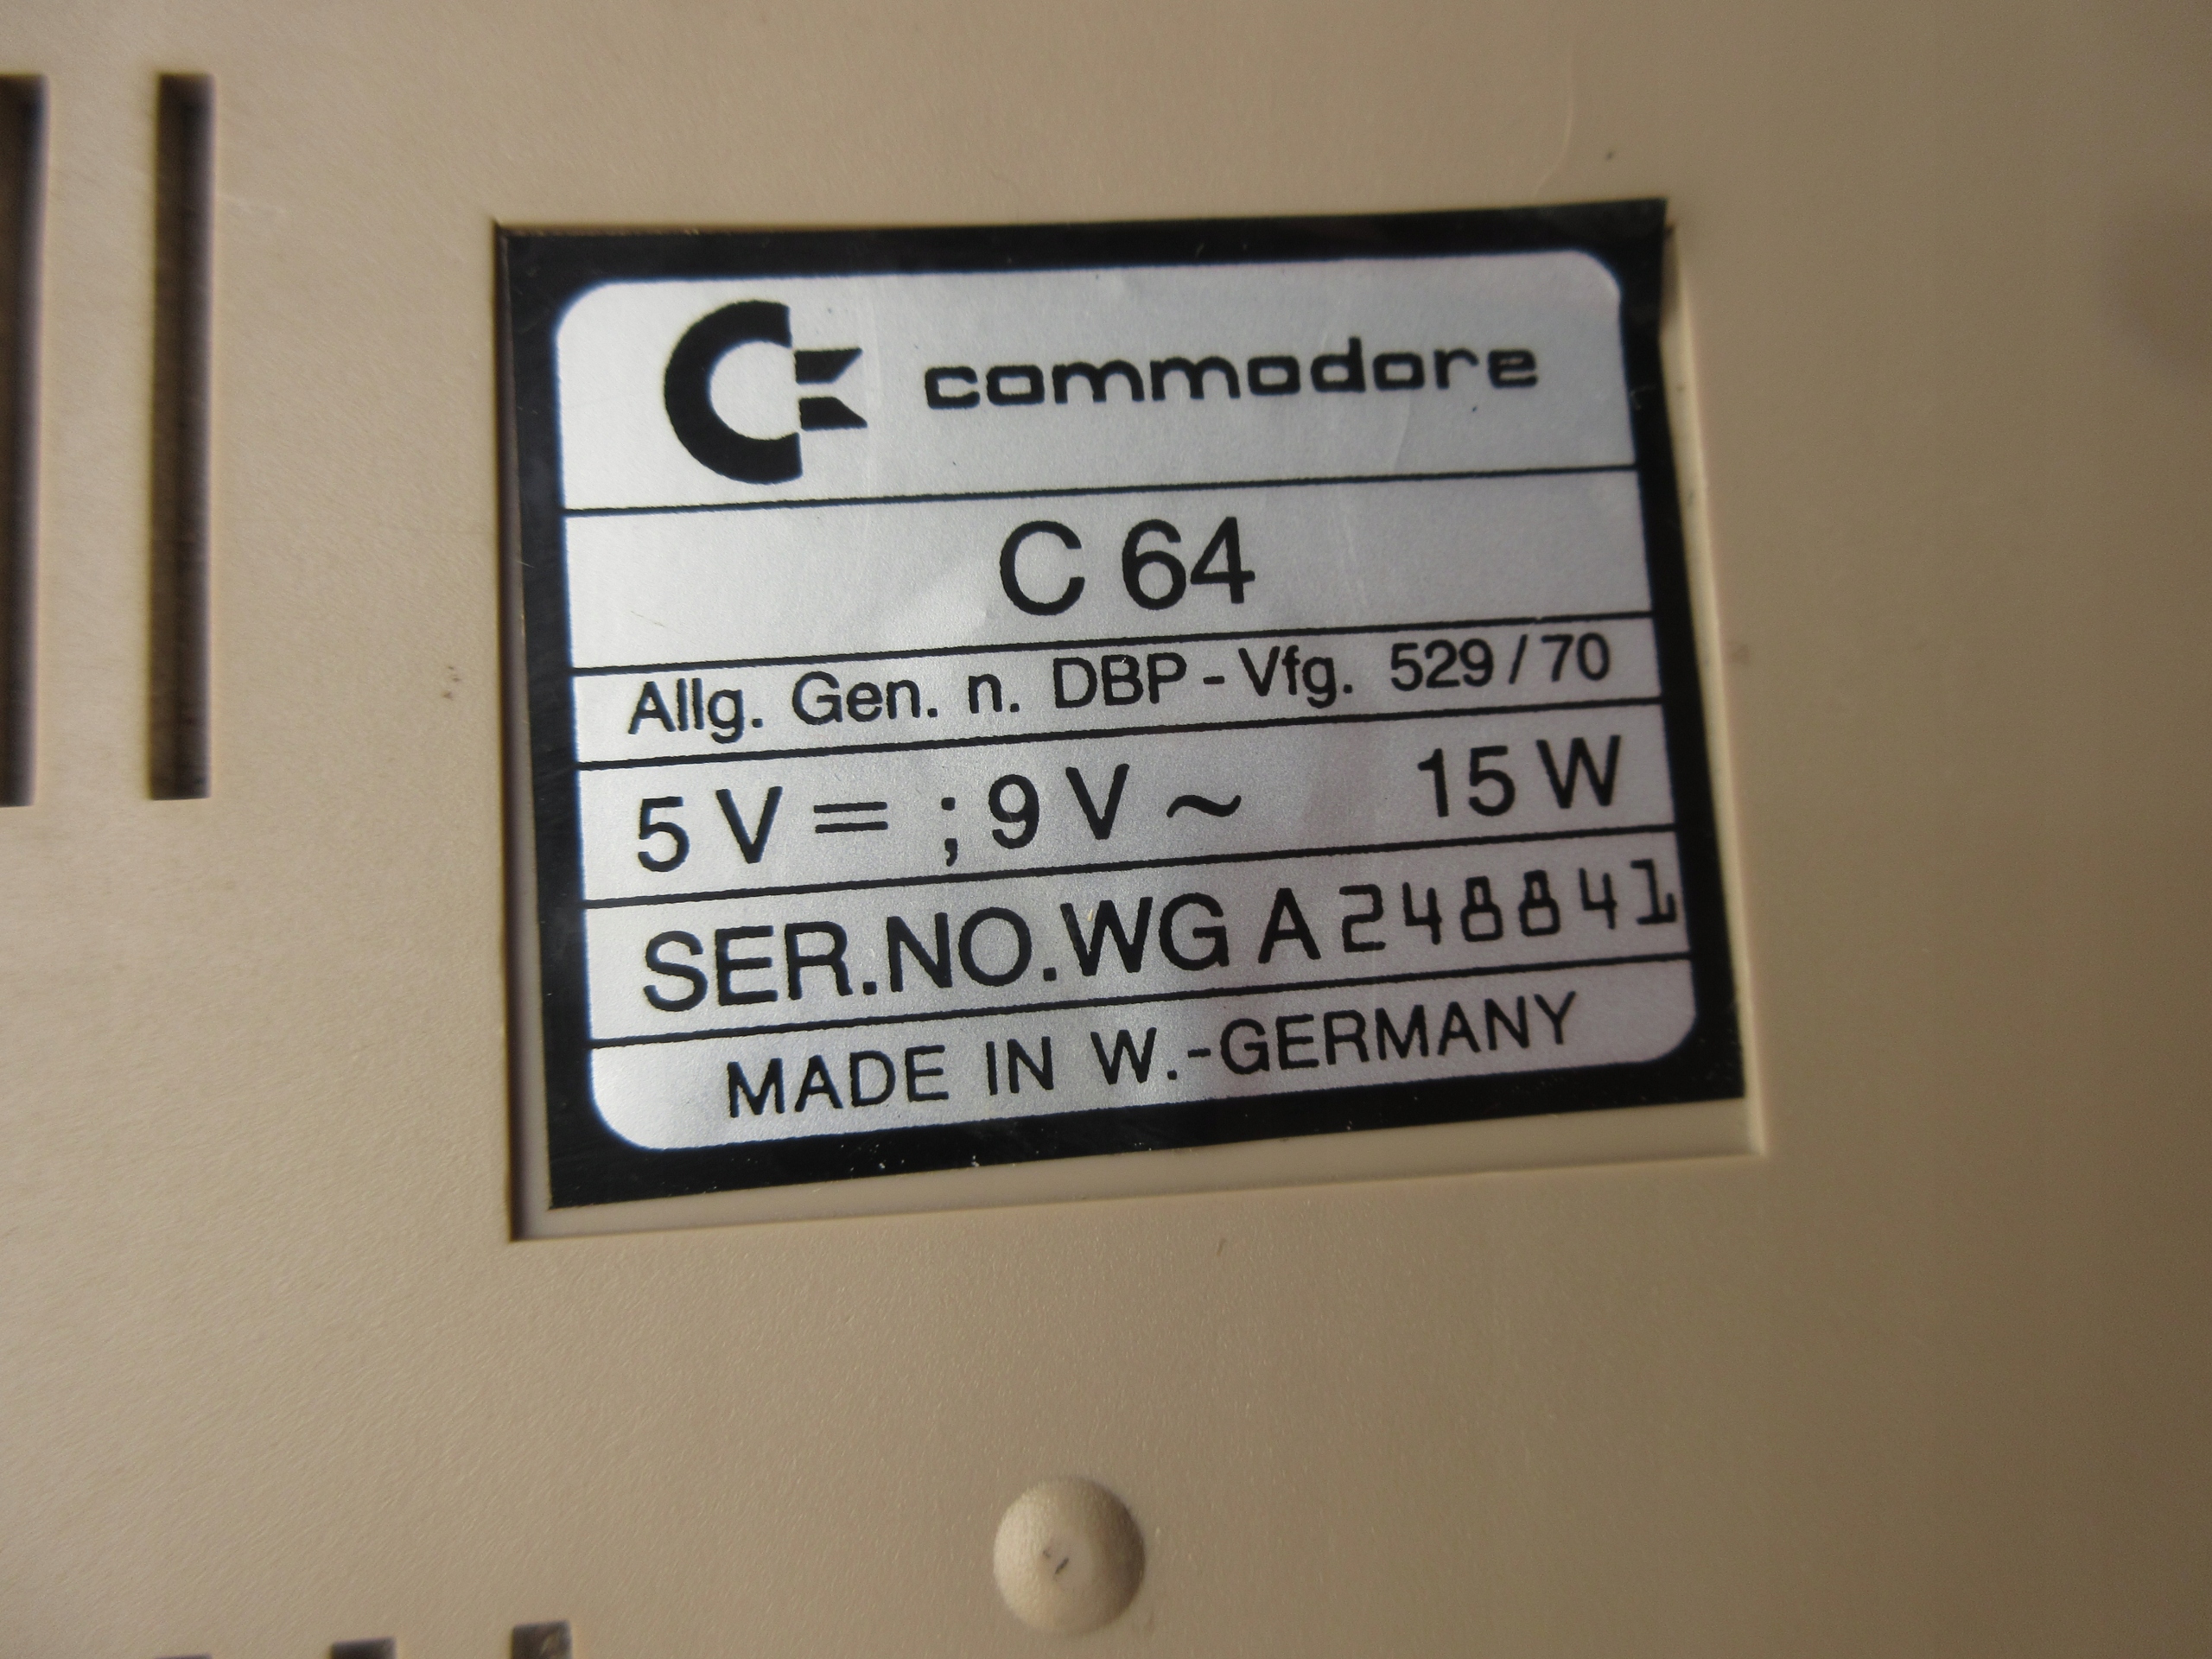 commodore
C 64
Allg. Gen. n. DBP - Vfg. 529 / 70
5 V = ; 9 V ~ 15 W
SER.NO.WG A 248841
MADE IN W.-GERMANY